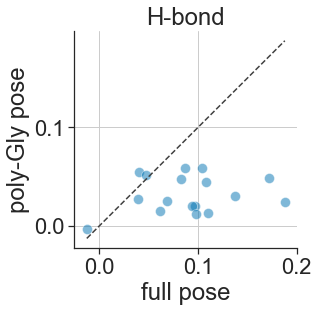 H-bond
poly-Gly pose
0.1
0.0
0.0 0.1 0.2
full pose